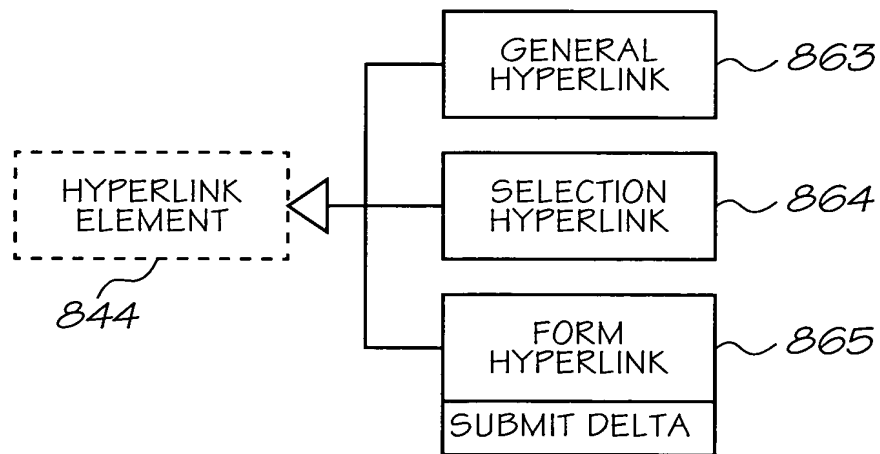 GENERAL
HYPERLINK
863
HYPERLINK
ELEMENT
844
SELECTION
HYPERLINK
864
FORM
HYPERLINK
865
SUBMIT DELTA